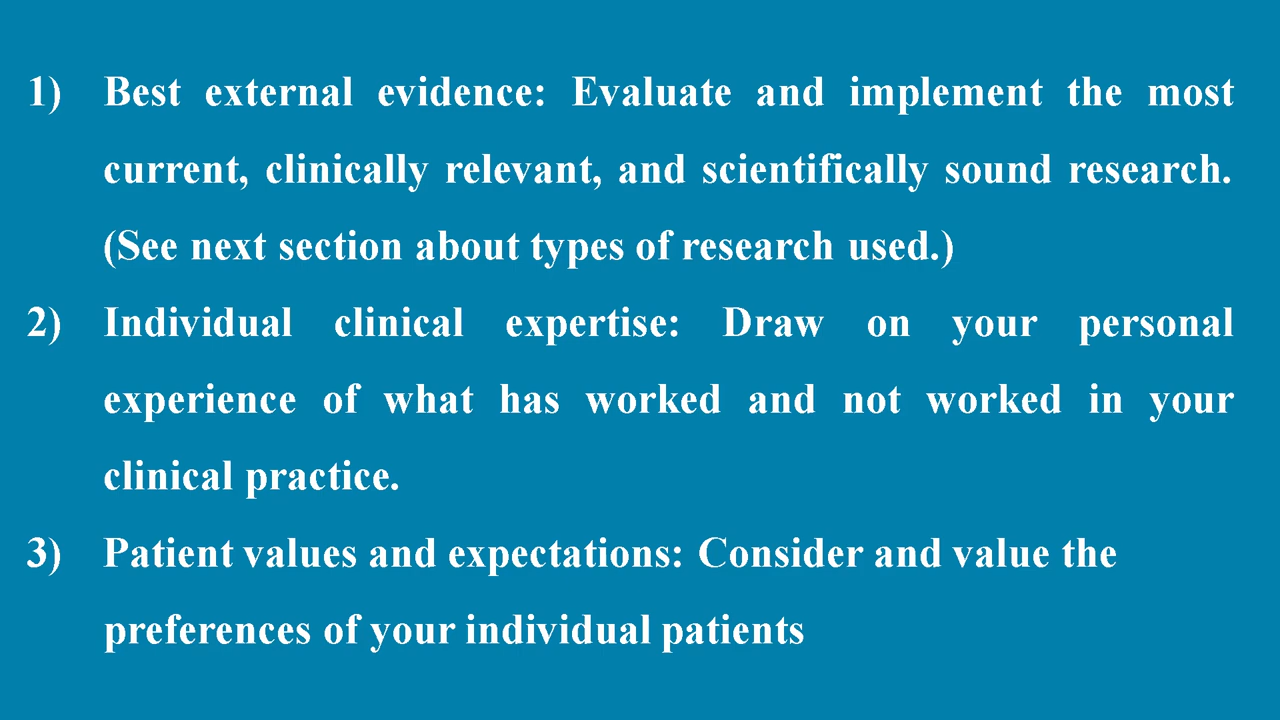 1) Best external evidence: Evaluate and implement the most
current, clinically relevant, and scientifically sound research.
(See next section about types of research used.)
2) Individual clinical expertise: Draw on your personal
experience of what has worked and not worked in your
clinical practice.
3) Patient values and expectations: Consider and value the
preferences of your individual patients